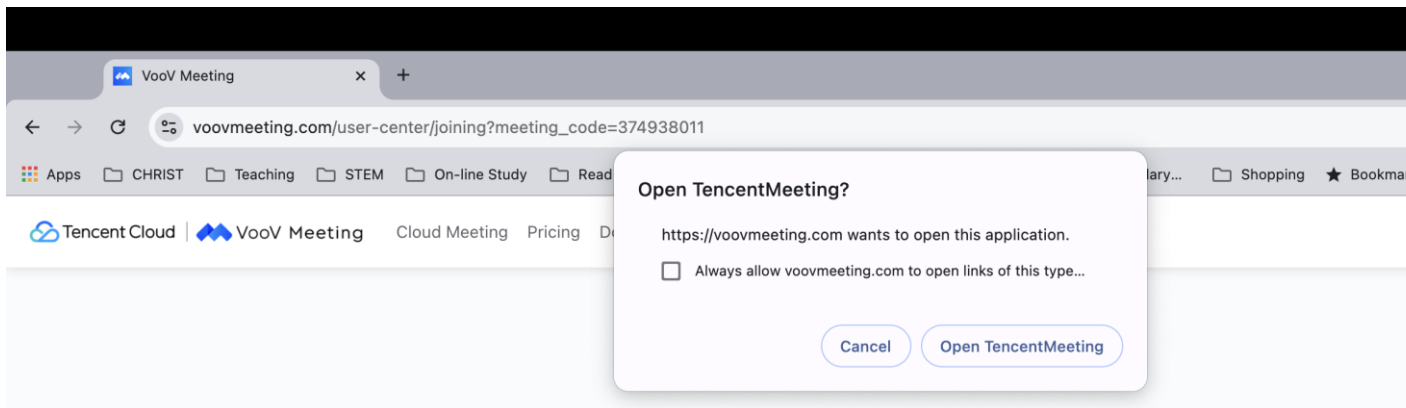 VooV Meeting
voovmeeting.com/user-center/joining?meeting_code=374938011
Apps CHRIST Teaching STEM On-line Study Read lary... Shopping Bookma
Tencent Cloud VooV Meeting Cloud Meeting Pricing
Open TencentMeeting?
https://voovmeeting.com wants to open this application.
Always allow voovmeeting.com to open links of this type...
Cancel Open TencentMeeting